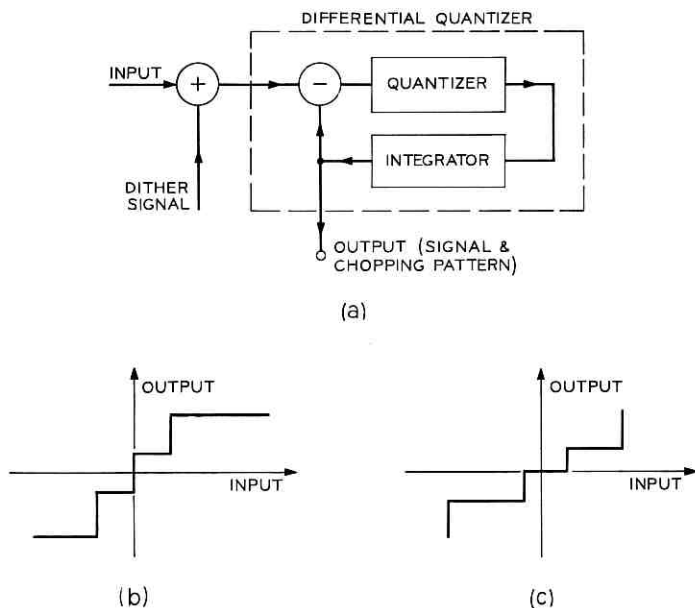 DIFFERENTIAL QUANTIZER
INPUT
+
−
QUANTIZER
INTEGRATOR
DITHER
SIGNAL
OUTPUT (SIGNAL &
CHOPPING PATTERN)
(a)
OUTPUT
INPUT
(b)
OUTPUT
INPUT
(c)